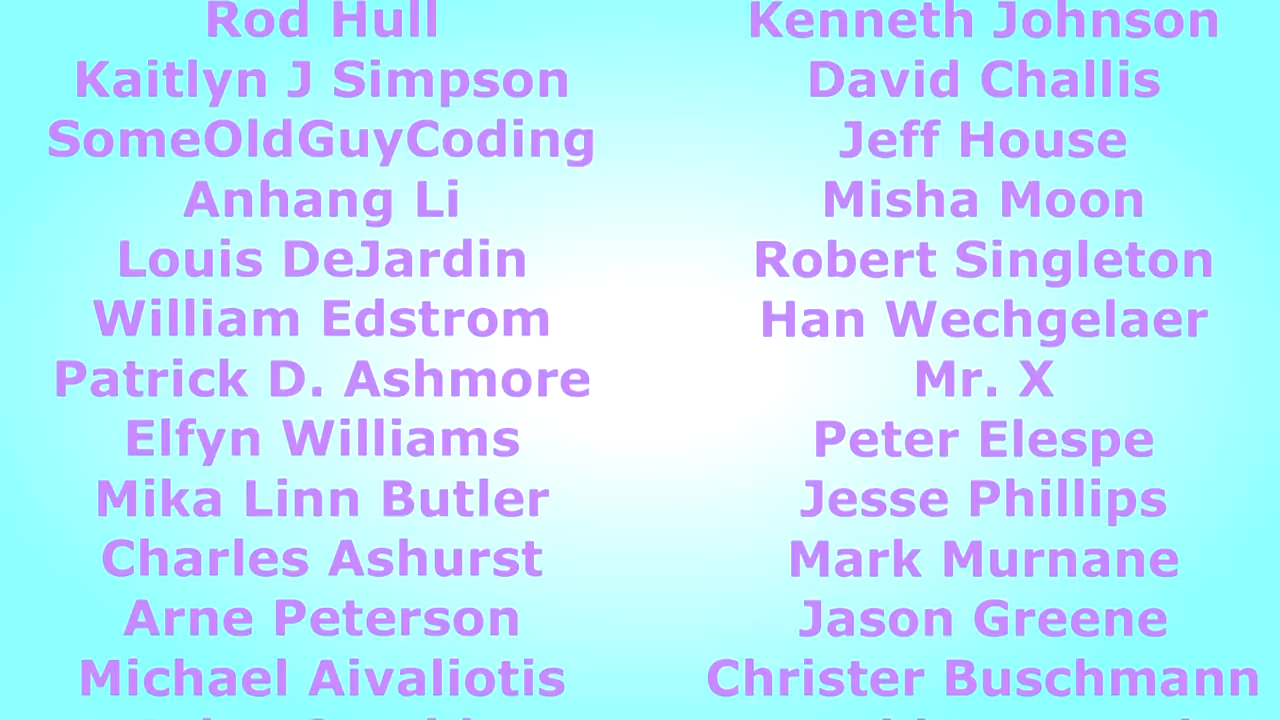 Rod Hull
Kaitlyn J Simpson
SomeOldGuyCoding
Anhang Li
Louis DeJardin
William Edstrom
Patrick D. Ashmore
Elfyn Williams
Mika Linn Butler
Charles Ashurst
Arne Peterson
Michael Aivaliotis
Kenneth Johnson
David Challis
Jeff House
Misha Moon
Robert Singleton
Han Wechgelaer
Mr. X
Peter Elespe
Jesse Phillips
Mark Murnane
Jason Greene
Christer Buschmann